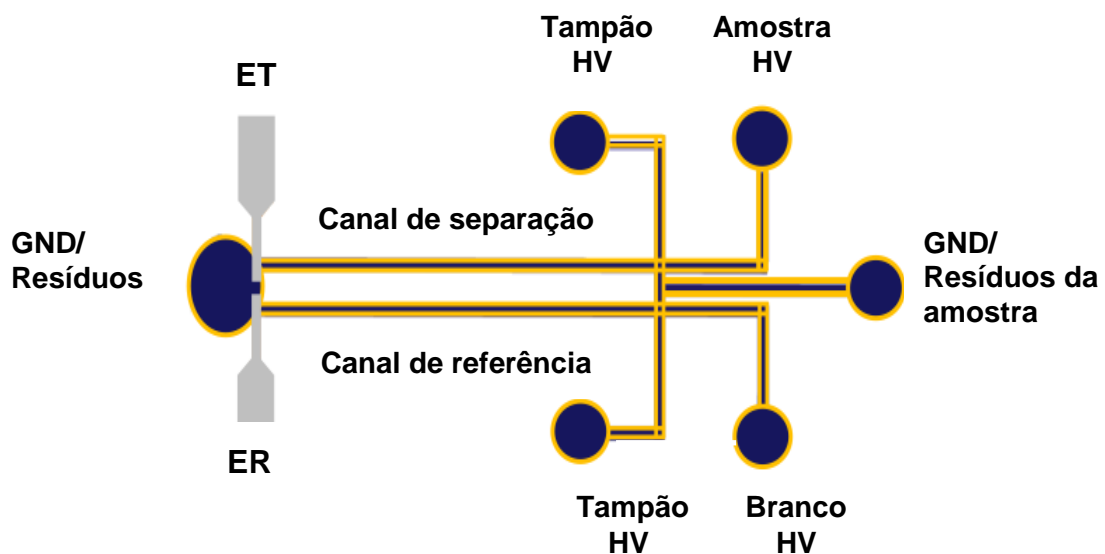 Tampão
HV
Amostra
HV
ET
Canal de separação
GND/
Resíduos
GND/
Resíduos da
amostra
Canal de referência
ER
Tampão
HV
Branco
HV